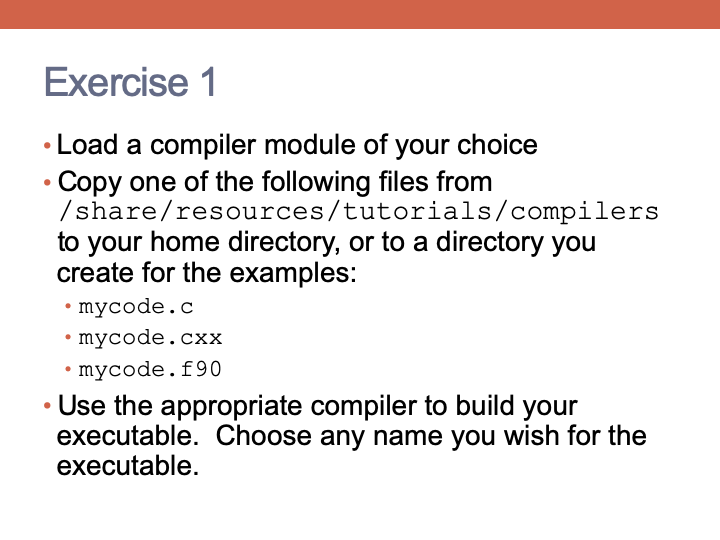 Exercise 1
• Load a compiler module of your choice
• Copy one of the following files from
/share/resources/tutorials/compilers
to your home directory, or to a directory you
create for the examples:
• mycode.c
• mycode.cxx
• mycode.f90
• Use the appropriate compiler to build your
executable.  Choose any name you wish for the
executable.